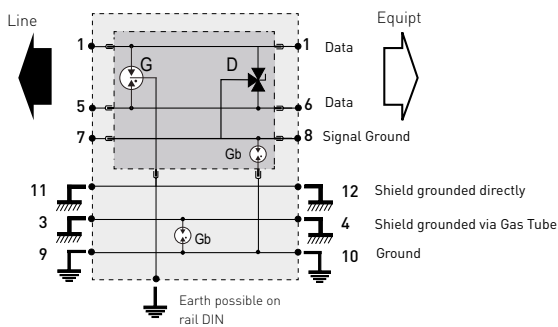 Line
Equipt
1
G
D
1 Data
5
6 Data
7
8 Signal Ground
Gb
11
12 Shield grounded directly
3
4 Shield grounded via Gas Tube
Gb
9
10 Ground
Earth possible on
rail DIN